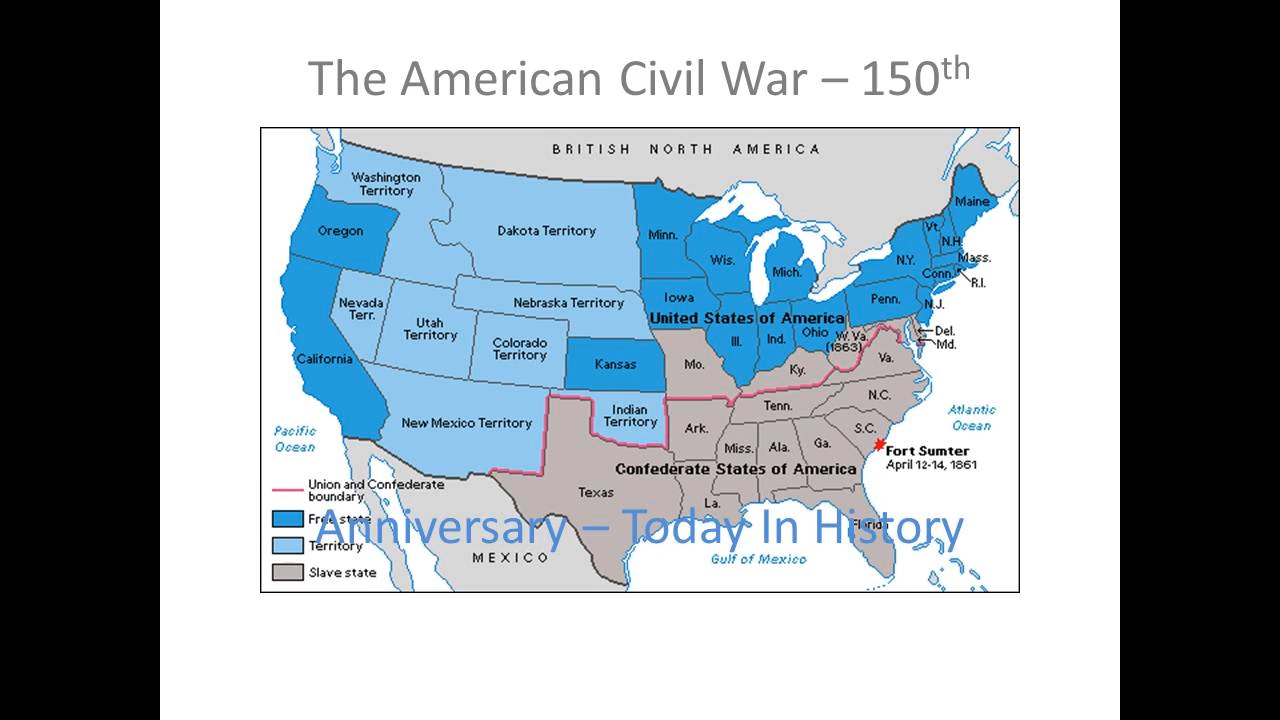 The American Civil War – 150th
BRITISH NORTH AMERICA
Washington
Territory
Oregon
Dakota Territory
Minn.
Wis.
Mich.
Maine
Vt.
N.H.
N.Y.
Mass.
Conn.
R.I.
Nevada
Terr.
Utah
Territory
Nebraska Territory
Colorado
Territory
Iowa
Penn.
N.J.
United States of America
Ill.
Ind.
Ohio
W. Va.
(1863)
Del.
Md.
California
Kansas
Mo.
Ky.
Va.
New Mexico Territory
Indian
Territory
Ark.
Tenn.
N.C.
S.C.
Atlantic
Ocean
Pacific
Ocean
Miss.
Ala.
Ga.
Fort Sumter
April 12-14, 1861
Confederate States of America
Texas
La.
Florida
Union and Confederate
boundary
Free state
Territory
Slave state
Anniversary – Today In History
MEXICO
Gulf of Mexico